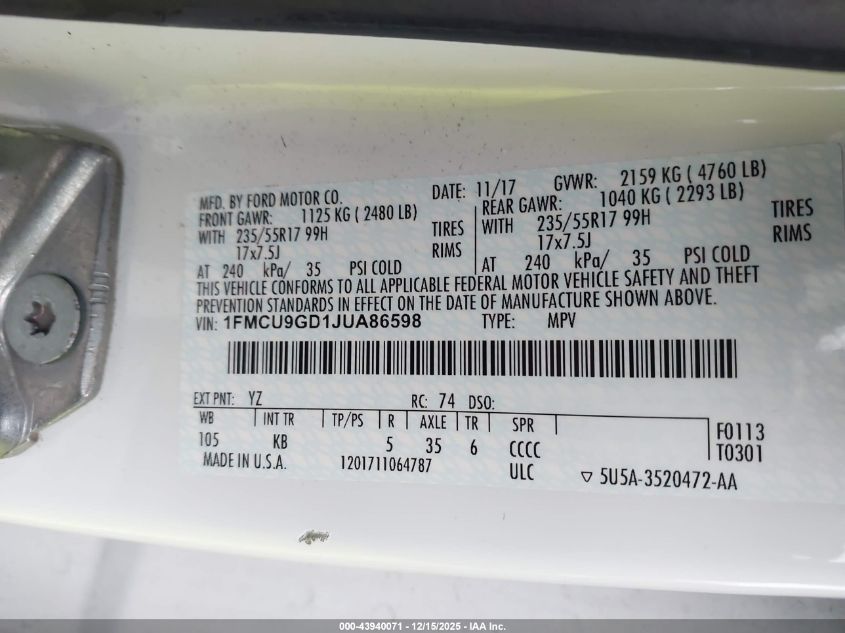 MFD. BY FORD MOTOR CO. DATE: 11/17 GVWR: 2159 KG ( 4760 LB)
FRONT GAWR: 1125 KG ( 2480 LB) REAR GAWR: 1040 KG ( 2293 LB)
WITH 235/55R17 99H TIRES WITH 235/55R17 99H TIRES
17x7.5J RIMS 17x7.5J RIMS
AT 240 kPa/ 35 PSI COLD AT 240 kPa/ 35 PSI COLD
THIS VEHICLE CONFORMS TO ALL APPLICABLE FEDERAL MOTOR VEHICLE SAFETY AND THEFT
PREVENTION STANDARDS IN EFFECT ON THE DATE OF MANUFACTURE SHOWN ABOVE.
VIN: 1FMCU9GD1JUA86598 TYPE: MPV
EXT PNT: YZ RC: 74 DSO:
WB INT TR TP/PS R AXLE TR SPR F0113
105 KB 5 35 6 CCCC T0301
MADE IN U.S.A. 1201711064787 ULC ▽ 5U5A-3520472-AA
000-43940071 - 12/15/2025 - IAA Inc.